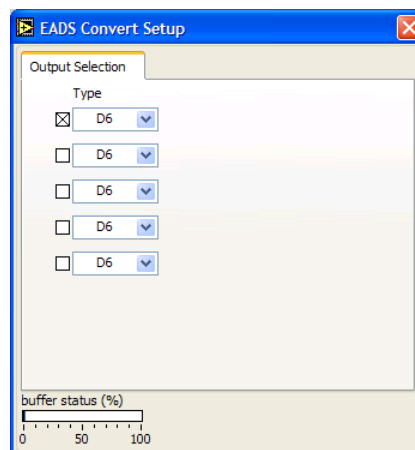 EADS Convert Setup
Output Selection
Type
D6
D6
D6
D6
D6
buffer status (%)
0 50 100